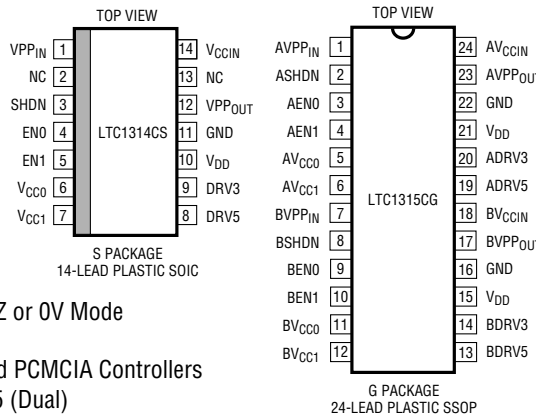 TOP VIEW
VPPIN 1
NC 2
SHDN 3
EN0 4
EN1 5
VCC0 6
VCC1 7
LTC1314CS
14 VCCIN
13 NC
12 VPPOUT
11 GND
10 VDD
9 DRV3
8 DRV5
S PACKAGE
14-LEAD PLASTIC SOIC
Z or 0V Mode
d PCMCIA Controllers
5 (Dual)
TOP VIEW
AVPPIN 1
ASHDN 2
AEN0 3
AEN1 4
AVCC0 5
AVCC1 6
BVPPIN 7
BSHDN 8
BEN0 9
BEN1 10
BVCC0 11
BVCC1 12
LTC1315CG
24 AVCCIN
23 AVPPOUT
22 GND
21 VDD
20 ADRV3
19 ADRV5
18 BVCCIN
17 BVPPOUT
16 GND
15 VDD
14 BDRV3
13 BDRV5
G PACKAGE
24-LEAD PLASTIC SSOP